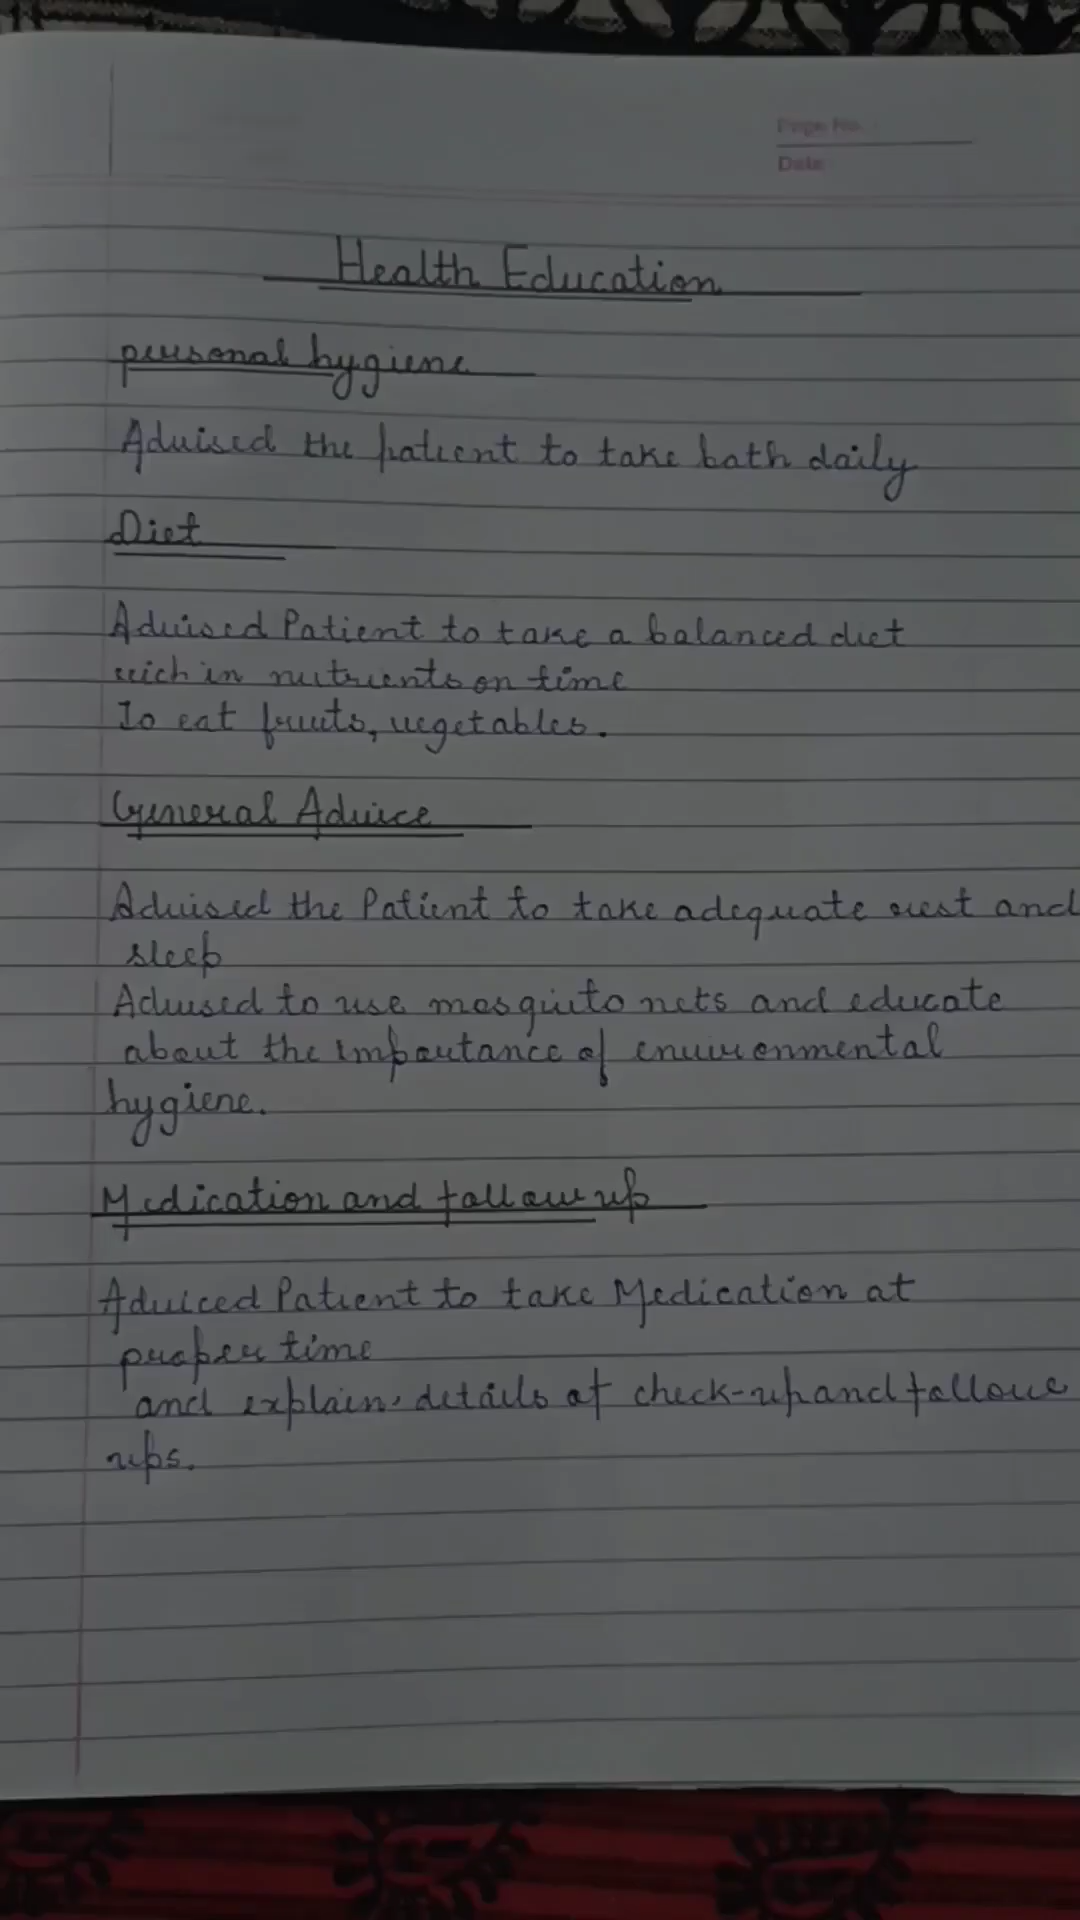 Page No.
Date
Health Education
personal hygiene
Advised the patient to take bath daily
Diet
Advised Patient to take a balanced diet
rich in nutrients on time
To eat fruits, vegetables.
General Advice
Advised the Patient to take adequate rest and
sleep
Advised to use mosquito nets and educate
about the importance of environmental
hygiene.
Medication and follow up
Adviced Patient to take Medication at
proper time
and explain details of check-up and follow
ups.